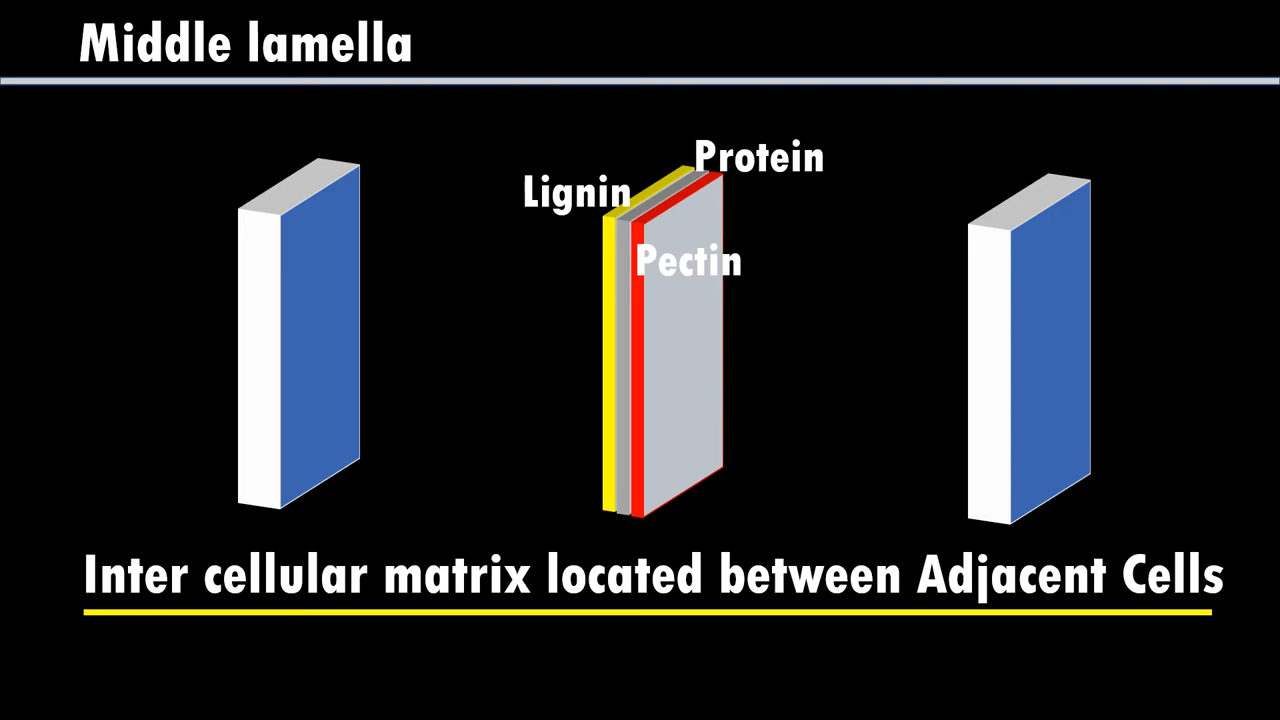 Middle lamella
Protein
Lignin
Pectin
Inter cellular matrix located between Adjacent Cells